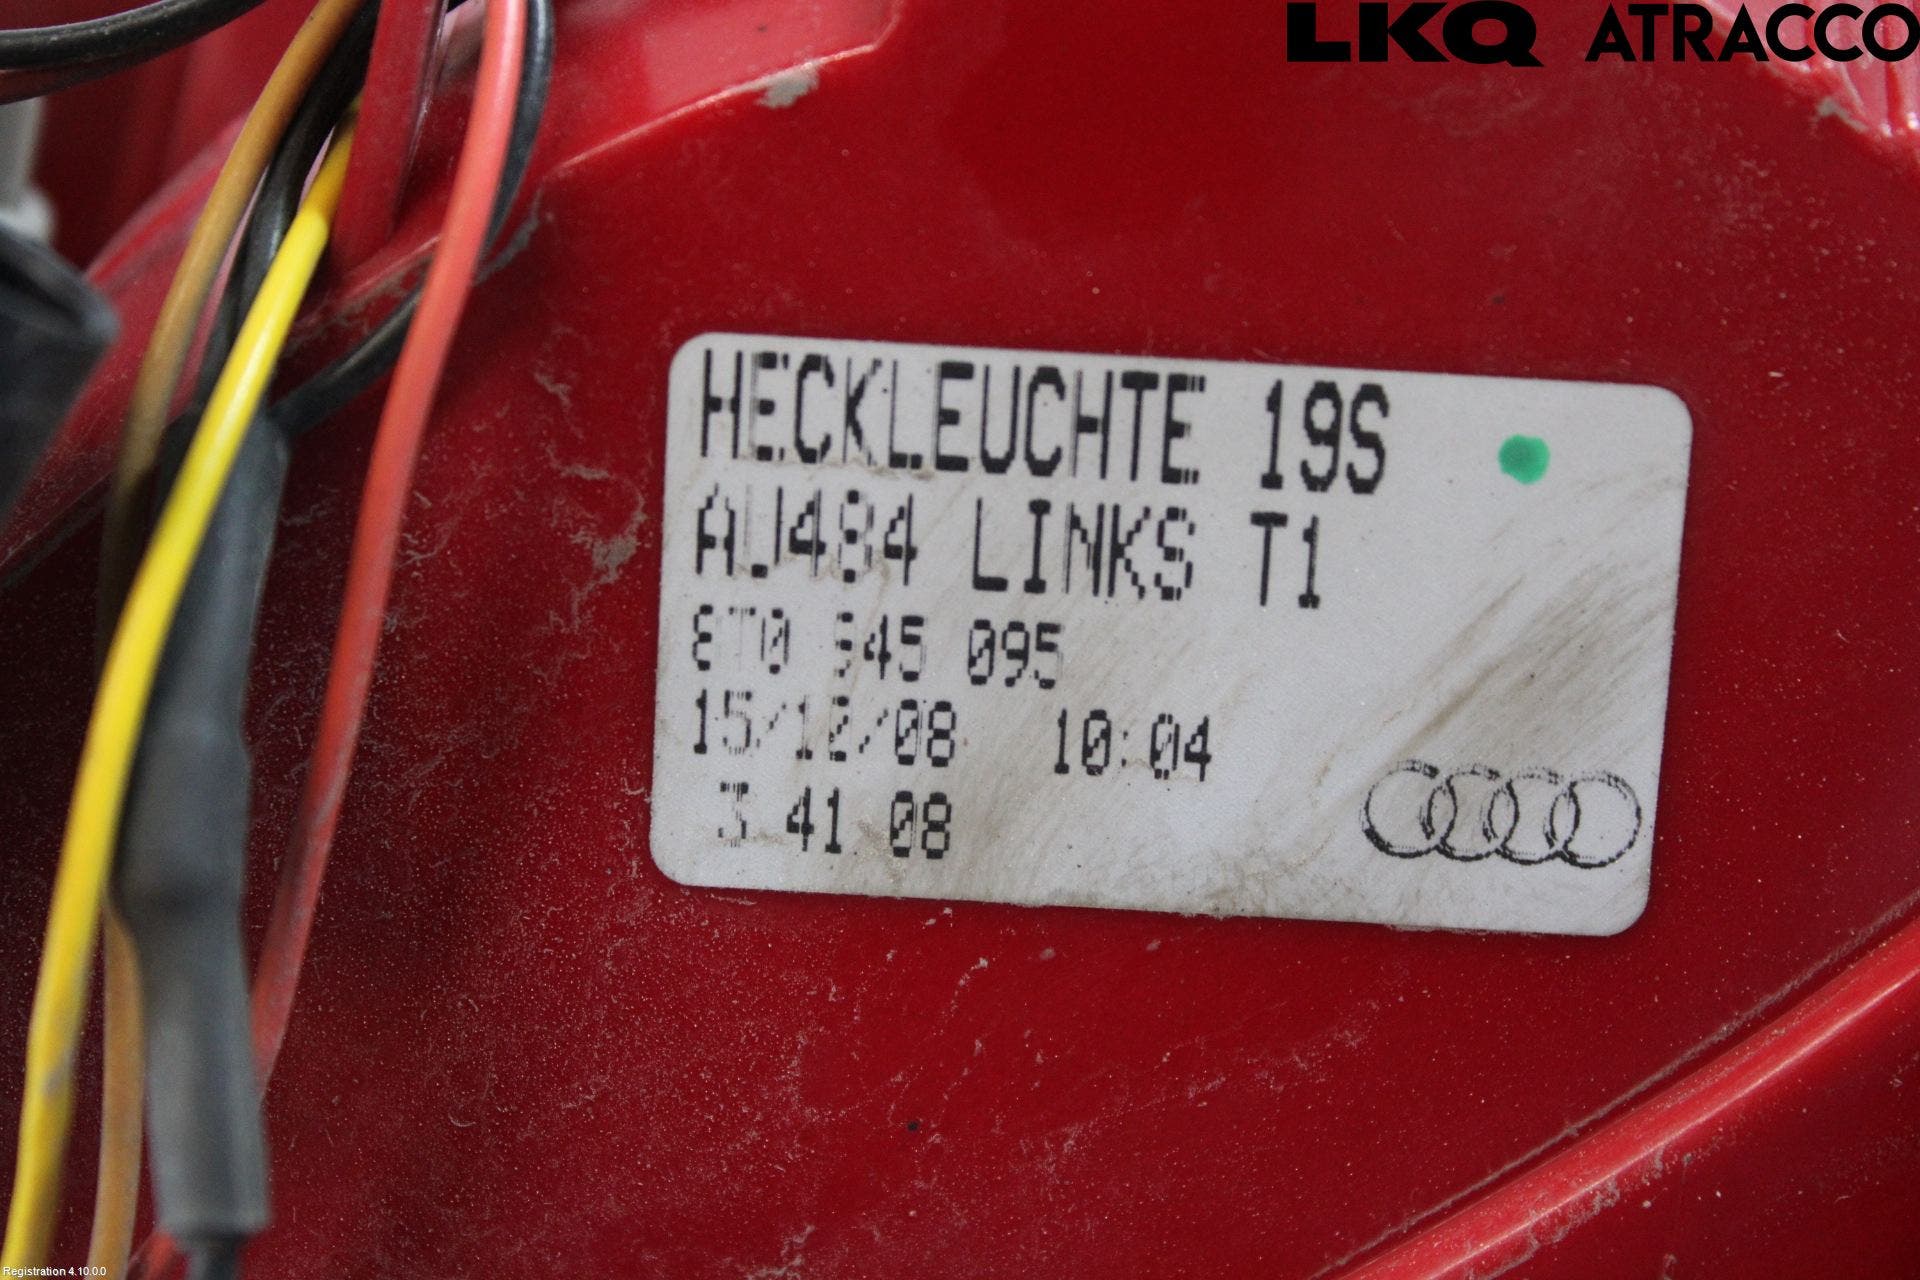 LKQ ATRACCO
HECKLEUCHTE 19S
AU484 LINKS T1
8T0 945 095
15/10/08 10:04
3 41 08
Registration 4.10.0.0